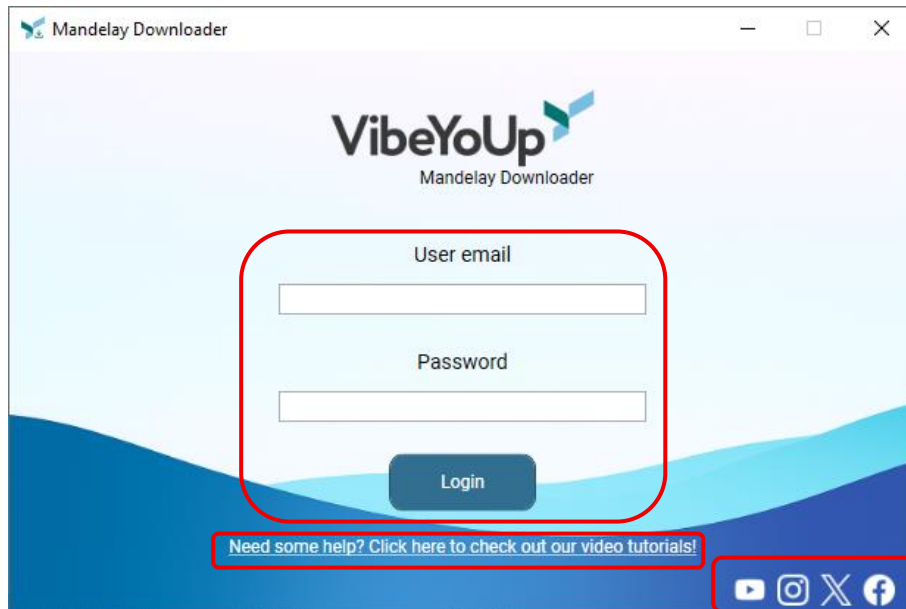 Mandelay Downloader
VibeYoUp
Mandelay Downloader
User email
Password
Login
Need some help? Click here to check out our video tutorials!